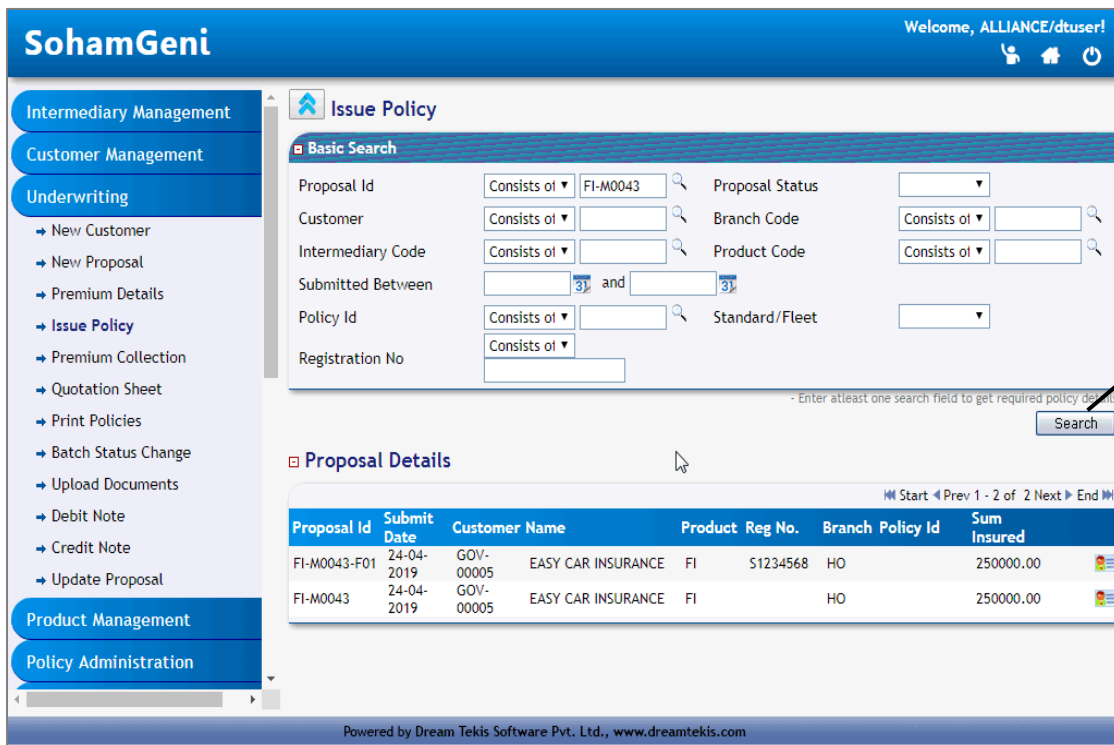 Welcome, ALLIANCE/dtuser!
SohamGeni
Intermediary Management
Customer Management
Underwriting
New Customer
New Proposal
Premium Details
Issue Policy
Premium Collection
Quotation Sheet
Print Policies
Batch Status Change
Upload Documents
Debit Note
Credit Note
Update Proposal
Product Management
Policy Administration
Issue Policy
Basic Search
Proposal Id Consists of FI-M0043 Proposal Status
Customer Consists of Branch Code Consists of
Intermediary Code Consists of Product Code Consists of
Submitted Between 31 and 31
Policy Id Consists of Standard/Fleet
Registration No Consists of
- Enter atleast one search field to get required policy details
Search
Proposal Details
Start Prev 1 - 2 of 2 Next End
Proposal Id Submit Date Customer Name Product Reg No. Branch Policy Id Sum Insured
FI-M0043-F01 24-04-2019 GOV-00005 EASY CAR INSURANCE FI S1234568 HO 250000.00
FI-M0043 24-04-2019 GOV-00005 EASY CAR INSURANCE FI HO 250000.00
Powered by Dream Tekis Software Pvt. Ltd., www.dreamtekis.com